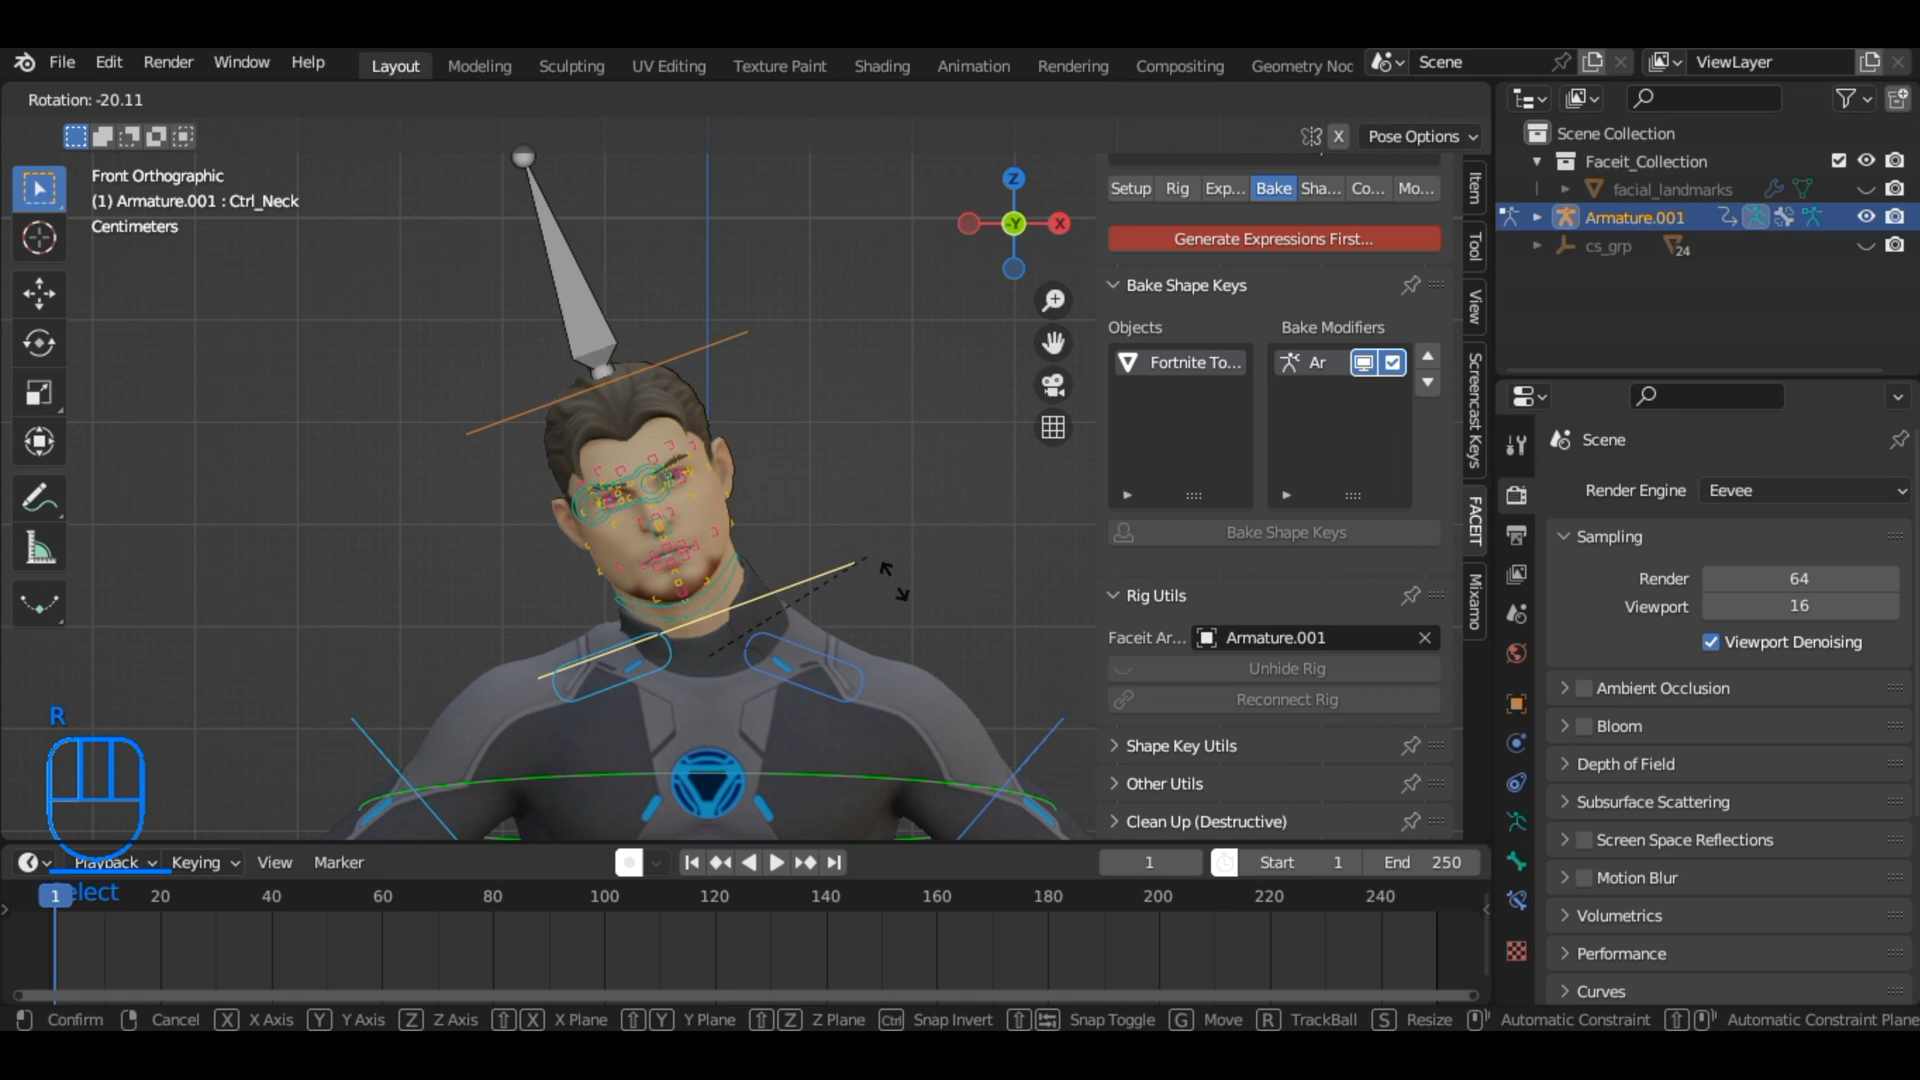 File Edit Render Window Help Layout Modeling Sculpting UV Editing Texture Paint Shading Animation Rendering Compositing Geometry Noc Scene ViewLayer
Rotation: -20.11
X Pose Options
Front Orthographic
(1) Armature.001 : Ctrl_Neck
Centimeters
Z
X
-Y
Setup Rig Exp... Bake Sha... Co... Mo...
Generate Expressions First...
Bake Shape Keys
Objects Bake Modifiers
Fortnite To... Ar
Bake Shape Keys
Rig Utils
Faceit Ar... Armature.001
Unhide Rig
Reconnect Rig
Shape Key Utils
Other Utils
Clean Up (Destructive)
Item
Tool
View
Screencast Keys
FACEIT
Mixamo
Scene Collection
Faceit_Collection
facial_landmarks
Armature.001
cs_grp 24
Scene
Render Engine Eevee
Sampling
Render 64
Viewport 16
Viewport Denoising
Ambient Occlusion
Bloom
Depth of Field
Subsurface Scattering
Screen Space Reflections
Motion Blur
Volumetrics
Performance
Curves
R
Playback Keying View Marker 1 Start 1 End 250
elect
1 20 40 60 80 100 120 140 160 180 200 220 240
Confirm Cancel X X Axis Y Y Axis Z Z Axis X X Plane Y Y Plane Z Z Plane Ctrl Snap Invert Snap Toggle G Move R TrackBall S Resize Automatic Constraint Automatic Constraint Plane